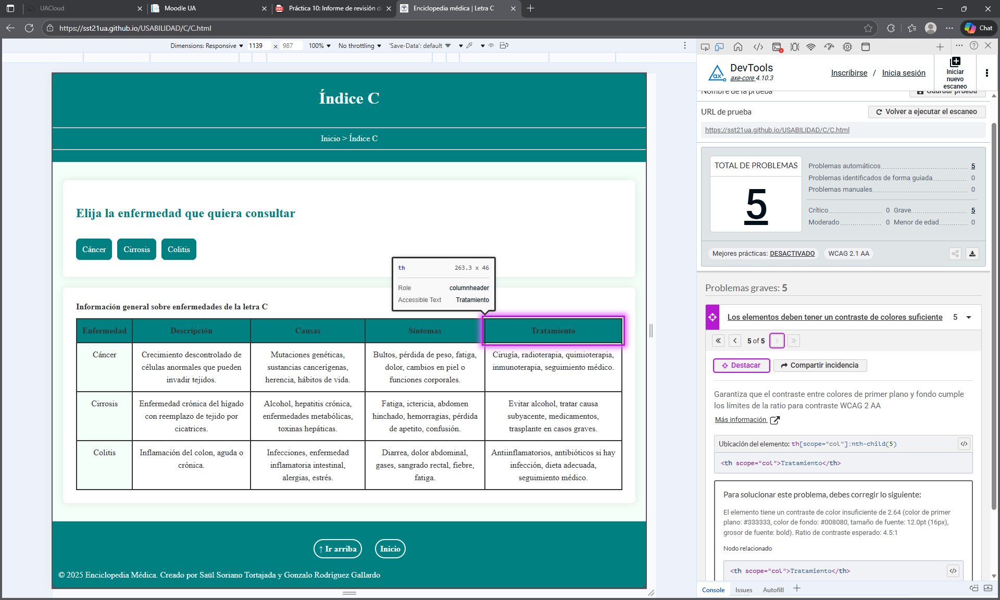 UACloud
Moodle UA
Práctica 10: Informe de revisión d
Enciclopedia médica | Letra C
https://sst21ua.github.io/USABILIDAD/C/C.html
Chat
Dimensions: Responsive
1139
×
987
100%
No throttling
'Save-Data': default
Índice C
Inicio > Índice C
Elija la enfermedad que quiera consultar
Cáncer
Cirrosis
Colitis
th
263.3 x 46
Role
columnheader
Accessible Text
Tratamiento
Información general sobre enfermedades de la letra C
Enfermedad
Descripción
Causas
Síntomas
Tratamiento
Cáncer
Crecimiento descontrolado de
células anormales que pueden
invadir tejidos.
Mutaciones genéticas,
sustancias cancerígenas,
herencia, hábitos de vida.
Bultos, pérdida de peso, fatiga,
dolor, cambios en piel o
funciones corporales.
Cirugía, radioterapia, quimioterapia,
inmunoterapia, seguimiento médico.
Cirrosis
Enfermedad crónica del hígado
con reemplazo de tejido por
cicatrices.
Alcohol, hepatitis crónica,
enfermedades metabólicas,
toxinas hepáticas.
Fatiga, ictericia, abdomen
hinchado, hemorragias, pérdida
de apetito, confusión.
Evitar alcohol, tratar causa
subyacente, medicamentos,
trasplante en casos graves.
Colitis
Inflamación del colon, aguda o
crónica.
Infecciones, enfermedad
inflamatoria intestinal,
alergias, estrés.
Diarrea, dolor abdominal,
gases, sangrado rectal, fiebre,
fatiga.
Antiinflamatorios, antibióticos si hay
infección, dieta adecuada,
seguimiento médico.
↑ Ir arriba
Inicio
© 2025 Enciclopedia Médica. Creado por Saül Soriano Tortajada y Gonzalo Rodríguez Gallardo
ax
DevTools
axe-core 4.10.3
Inscribirse / Inicia sesión
Iniciar
nuevo
escaneo
Nombre de la prueba
Guardar prueba
URL de prueba
Volver a ejecutar el escaneo
https://sst21ua.github.io/USABILIDAD/C/C.html
TOTAL DE PROBLEMAS
5
Problemas automáticos 5
Problemas identificados de forma guiada 0
Problemas manuales 0
Crítico 0 Grave 5
Moderado 0 Menor de edad 0
Mejores prácticas: DESACTIVADO
WCAG 2.1 AA
Problemas graves: 5
Los elementos deben tener un contraste de colores suficiente
5
5 of 5
Destacar
Compartir incidencia
Garantiza que el contraste entre colores de primer plano y fondo cumple
los límites de la ratio para contraste WCAG 2 AA
Más información
Ubicación del elemento: th[scope="col"]:nth-child(5)
<th scope="col">Tratamiento</th>
Para solucionar este problema, debes corregir lo siguiente:
El elemento tiene un contraste de color insuficiente de 2.64 (color de primer
plano: #333333, color de fondo: #008080, tamaño de fuente: 12.0pt (16px),
grosor de fuente: bold). Ratio de contraste esperado: 4.5:1
Nodo relacionado
<th scope="col">Tratamiento</th>
Console
Issues
Autofill